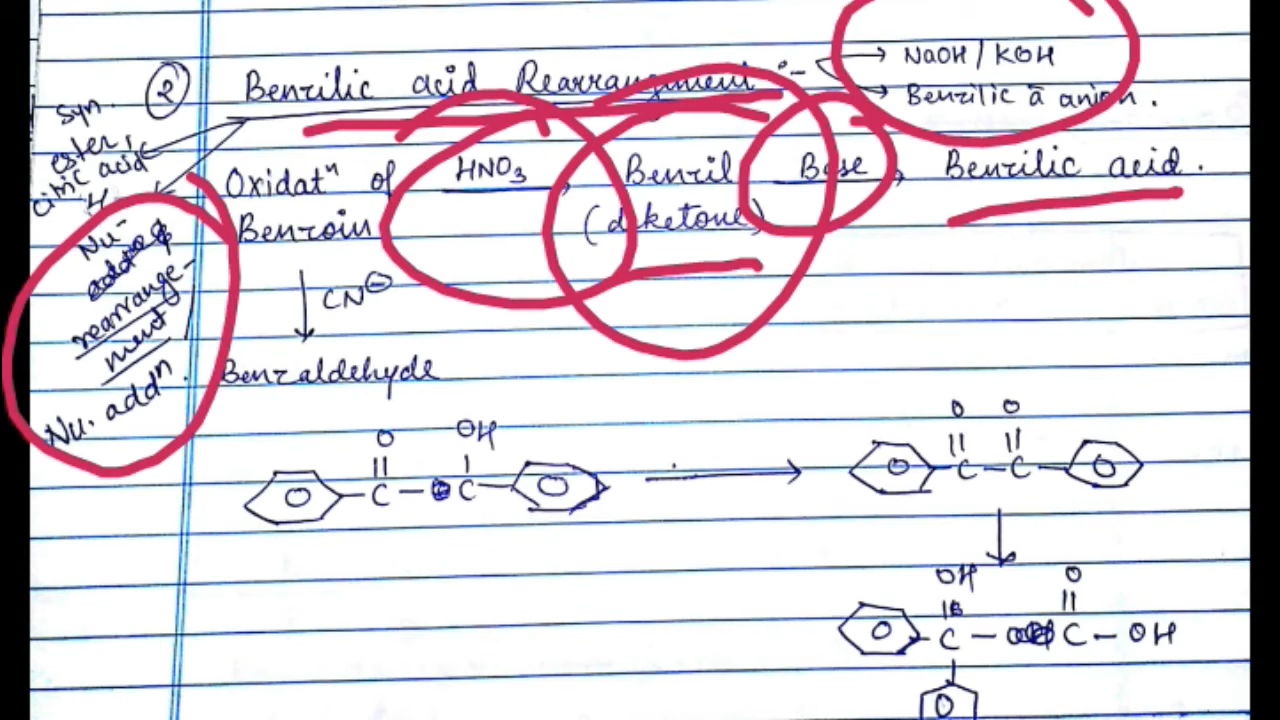 ② Benzilic acid Rearrangement :-
→ NaOH / KOH
→ Benzilic ā anion.
Syn.
ester,
Citric acid
Nu-
rearrange-
ment
Nu. addⁿ.
Oxidatⁿ of HNO₃ → Benzil Base → Benzilic acid.
Benzoin (diketone)
↓ CN⊖
Benzaldehyde
O OH
|| |
C – C
O O
|| ||
C – C
OH O
||
C – C – OH